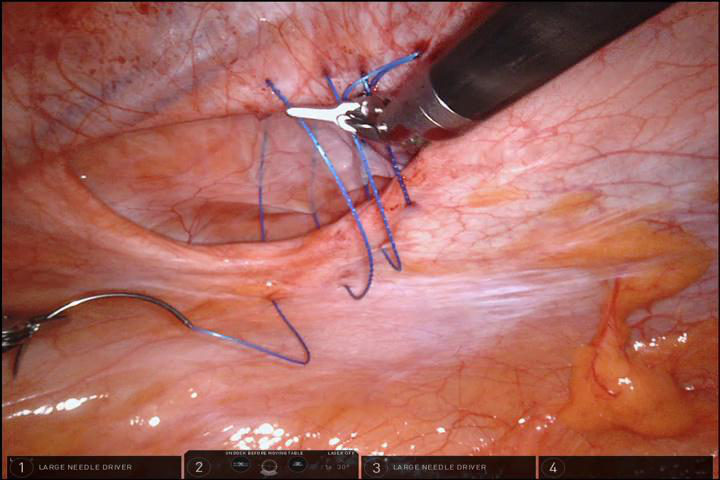 1 LARGE NEEDLE DRIVER
UNDOCK BEFORE MOVING TABLE LASER OFF
2 30°
3 LARGE NEEDLE DRIVER
4